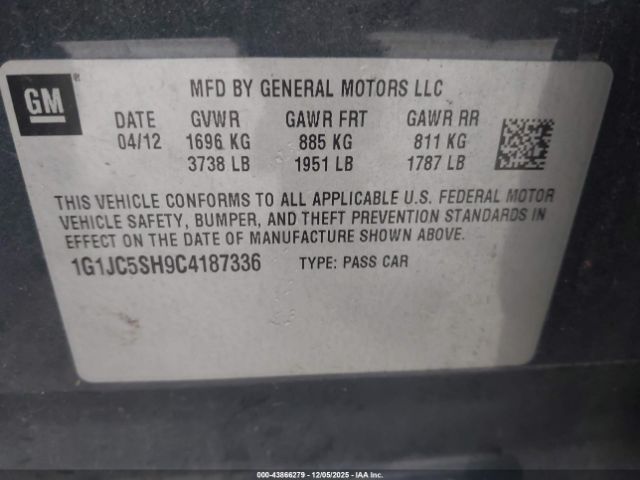 GM®
MFD BY GENERAL MOTORS LLC
DATE GVWR GAWR FRT GAWR RR
04/12 1696 KG 885 KG 811 KG
3738 LB 1951 LB 1787 LB
THIS VEHICLE CONFORMS TO ALL APPLICABLE U.S. FEDERAL MOTOR
VEHICLE SAFETY, BUMPER, AND THEFT PREVENTION STANDARDS IN
EFFECT ON THE DATE OF MANUFACTURE SHOWN ABOVE.
1G1JC5SH9C4187336 TYPE: PASS CAR
000-43866279 - 12/05/2025 - IAA Inc.